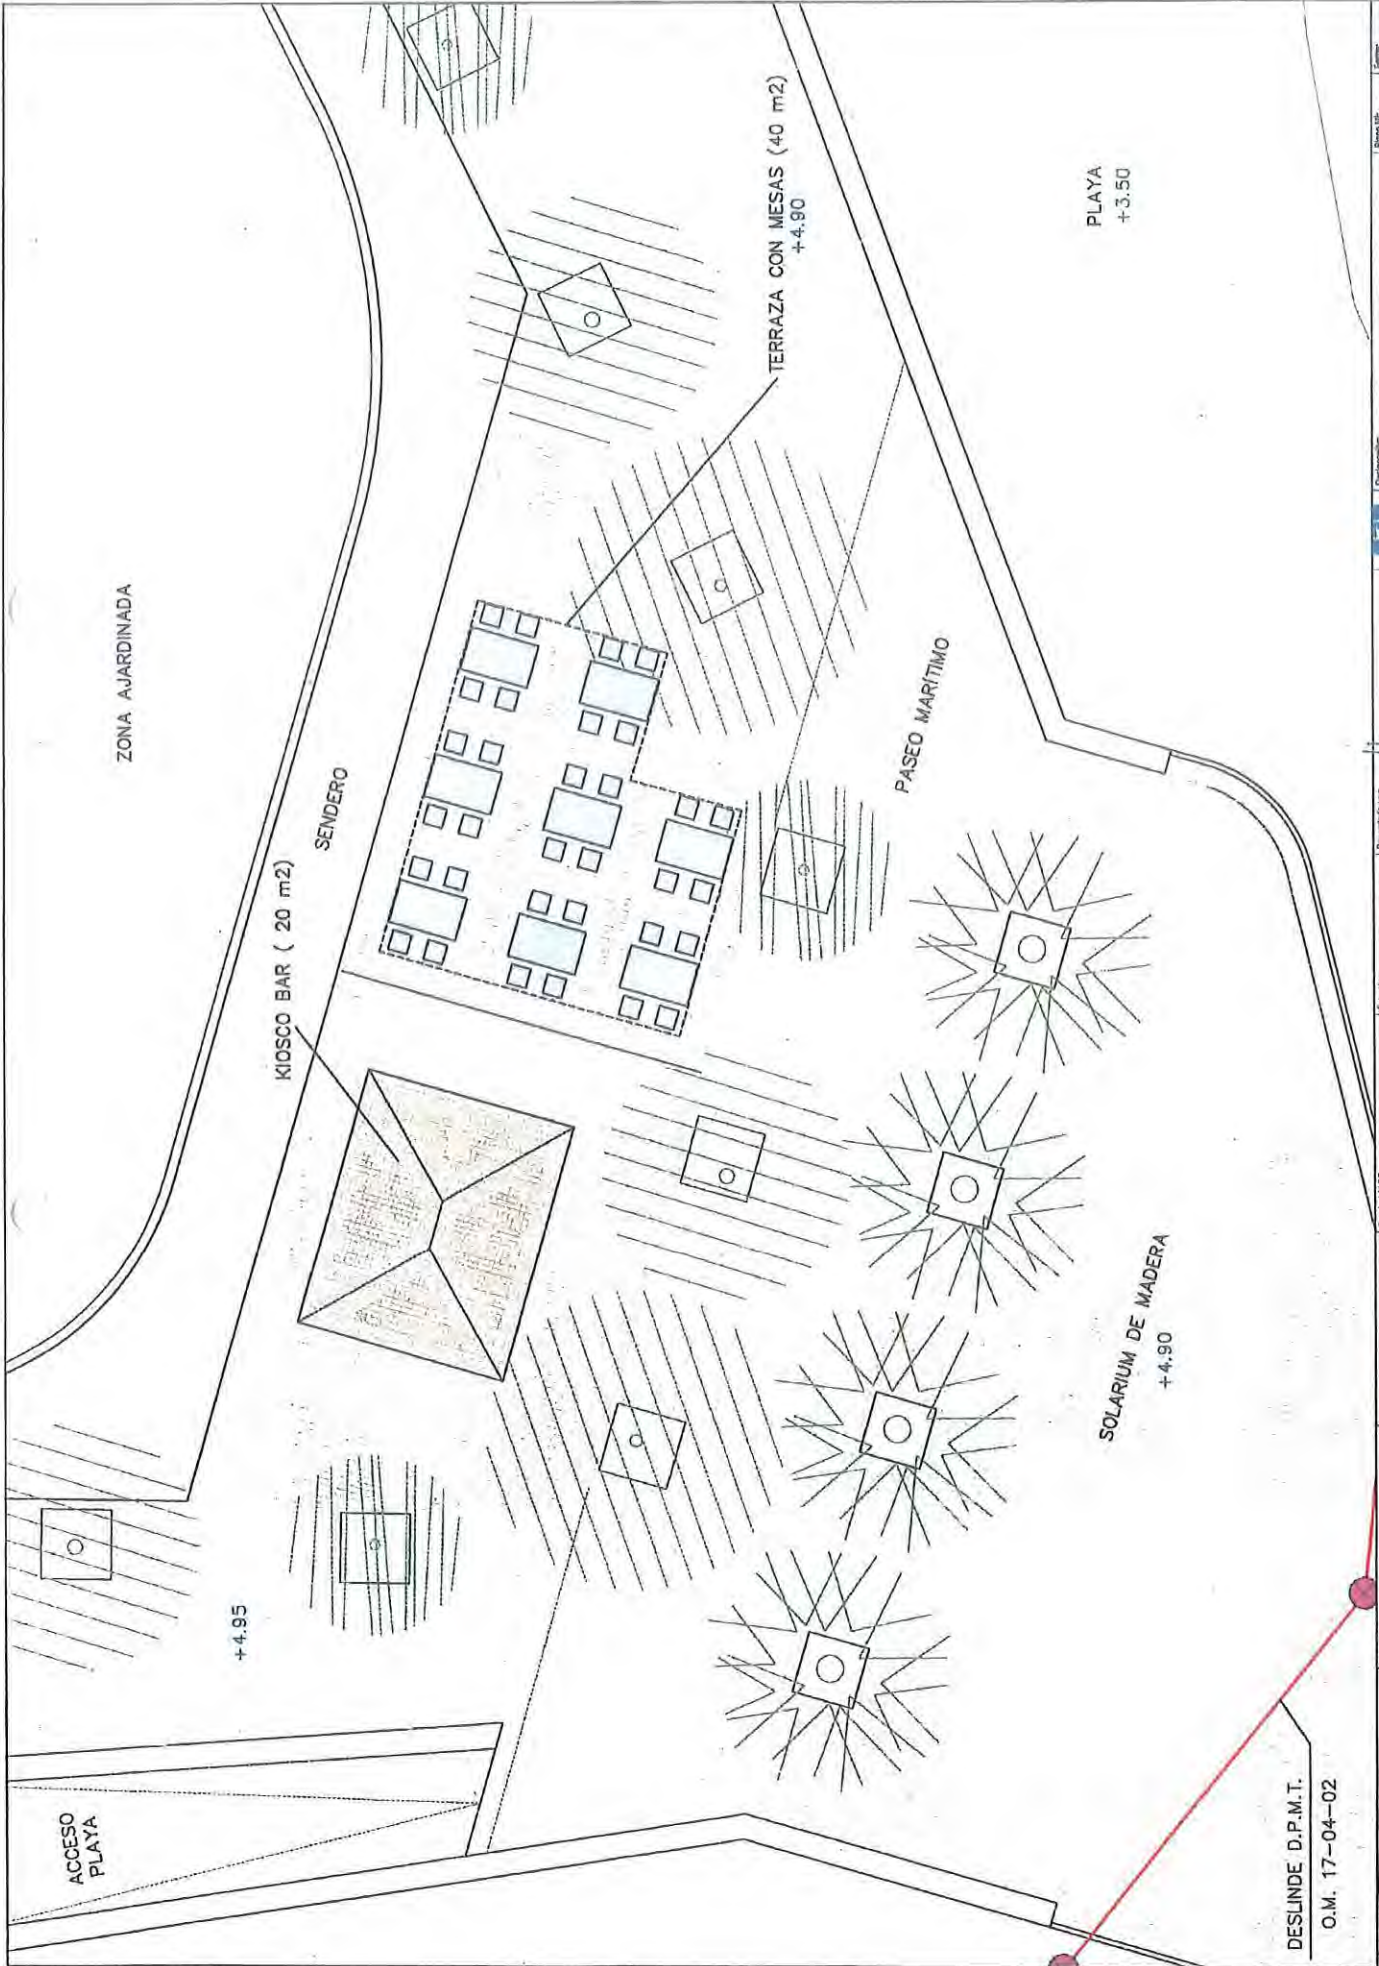 ZONA AJARDINADA
SENDERO
KIOSCO BAR ( 20 m2)
TERRAZA CON MESAS (40 m2)
+4.90
PLAYA
+3.50
PASEO MARÍTIMO
SOLARIUM DE MADERA
+4.90
+4.95
ACCESO
PLAYA
DESLINDE D.P.M.T.
O.M. 17-04-02